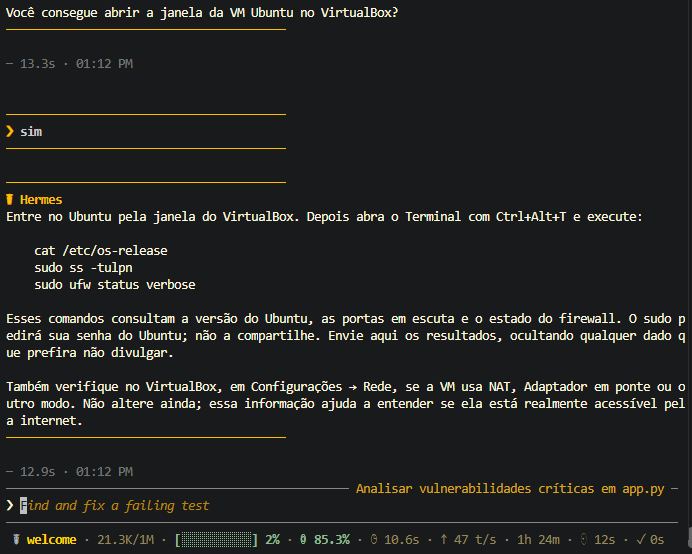 Você consegue abrir a janela da VM Ubuntu no VirtualBox?
─ 13.3s · 01:12 PM
❯ sim
Hermes
Entre no Ubuntu pela janela do VirtualBox. Depois abra o Terminal com Ctrl+Alt+T e execute:
cat /etc/os-release
sudo ss -tulpn
sudo ufw status verbose
Esses comandos consultam a versão do Ubuntu, as portas em escuta e o estado do firewall. O sudo p
edirá sua senha do Ubuntu; não a compartilhe. Envie aqui os resultados, ocultando qualquer dado q
ue prefira não divulgar.
Também verifique no VirtualBox, em Configurações → Rede, se a VM usa NAT, Adaptador em ponte ou o
utro modo. Não altere ainda; essa informação ajuda a entender se ela está realmente acessível pel
a internet.
─ 12.9s · 01:12 PM
Analisar vulnerabilidades críticas em app.py
❯ Find and fix a failing test
welcome · 21.3K/1M · [░░░░░░░░░░] 2% · 85.3% · 10.6s · ↑ 47 t/s · 1h 24m · 12s · ✓ 0s